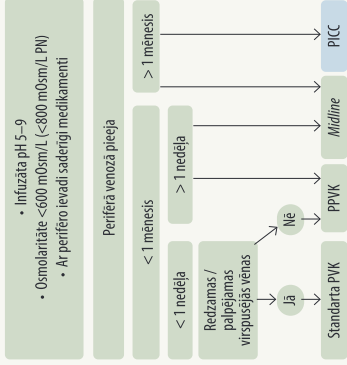 • Infuzāta pH 5–9
• Osmolaritāte <600 mOsm/L (<800 mOsm/L PN)
• Ar perifero ievadi saderīgi medikamenti
Perifērā venozā pieeja
< 1 mēnesis
> 1 mēnesis
< 1 nedēļa
> 1 nedēļa
Redzamas /
palpējamas
virspusējās vēnas
Jā
Nē
Standarta PVK
PPVK
Midline
PICC